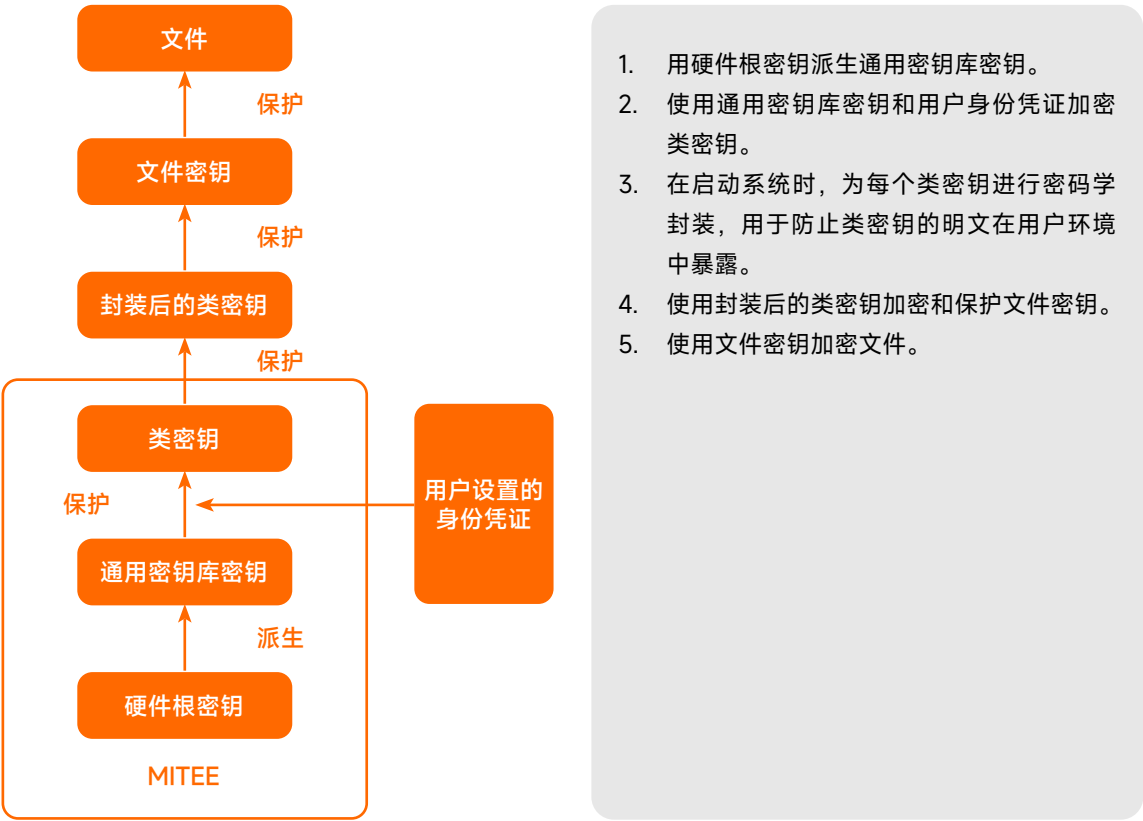 文件
保护
文件密钥
保护
封装后的类密钥
保护
类密钥
保护
用户设置的
身份凭证
通用密钥库密钥
派生
硬件根密钥
MITEE
1. 用硬件根密钥派生通用密钥库密钥。
2. 使用通用密钥库密钥和用户身份凭证加密
类密钥。
3. 在启动系统时，为每个类密钥进行密码学
封装，用于防止类密钥的明文在用户环境
中暴露。
4. 使用封装后的类密钥加密和保护文件密钥。
5. 使用文件密钥加密文件。